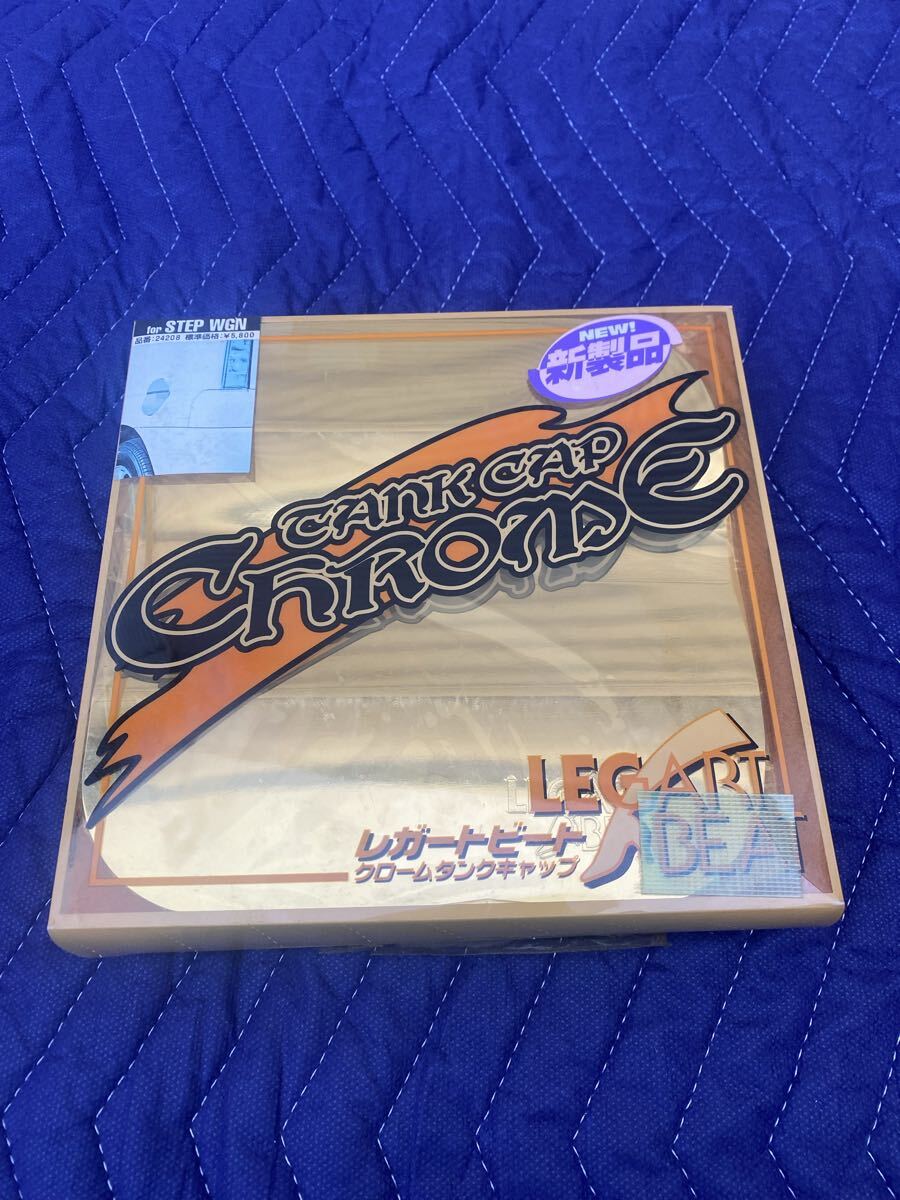 for STEP WGN
品番:24208 標準価格:¥5,800
NEW!
新製品
TANK CAP
CHROME
LEGART
BEAT
レガートビート
クロームタンクキャップ